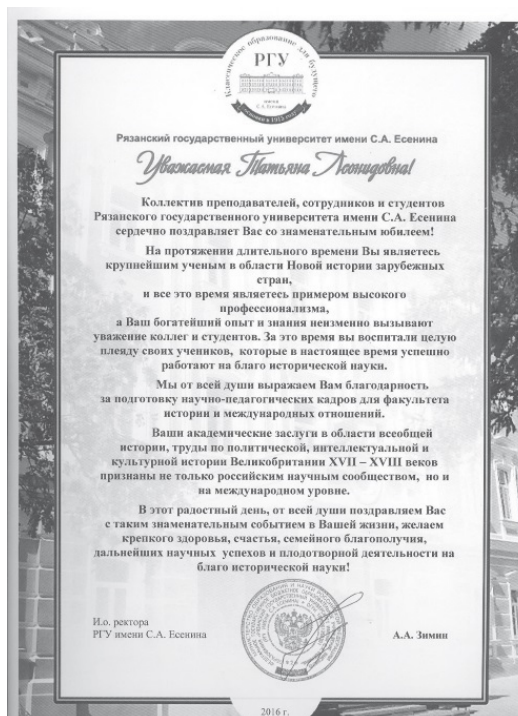 Классическое образование для будущего
РГУ
имени
С.А. Есенина
Рязанский государственный университет имени С.А. Есенина
Уважаемая Татьяна Леонидовна!
Коллектив преподавателей, сотрудников и студентов
Рязанского государственного университета имени С.А. Есенина
сердечно поздравляет Вас со знаменательным юбилеем!
На протяжении длительного времени Вы являетесь
крупнейшим ученым в области Новой истории зарубежных
стран,
и все это время являетесь примером высокого
профессионализма,
а Ваш богатейший опыт и знания неизменно вызывают
уважение коллег и студентов. За это время вы воспитали целую
плеяду своих учеников, которые в настоящее время успешно
работают на благо исторической науки.
Мы от всей души выражаем Вам благодарность
за подготовку научно-педагогических кадров для факультета
истории и международных отношений.
Ваши академические заслуги в области всеобщей
истории, труды по политической, интеллектуальной и
культурной истории Великобритании XVII – XVIII веков
признаны не только российским научным сообществом, но и
на международном уровне.
В этот радостный день, от всей души поздравляем Вас
с таким знаменательным событием в Вашей жизни, желаем
крепкого здоровья, счастья, семейного благополучия,
дальнейших научных успехов и плодотворной деятельности на
благо исторической науки!
И.о. ректора
РГУ имени С.А. Есенина
А.А. Зимин
2016 г.